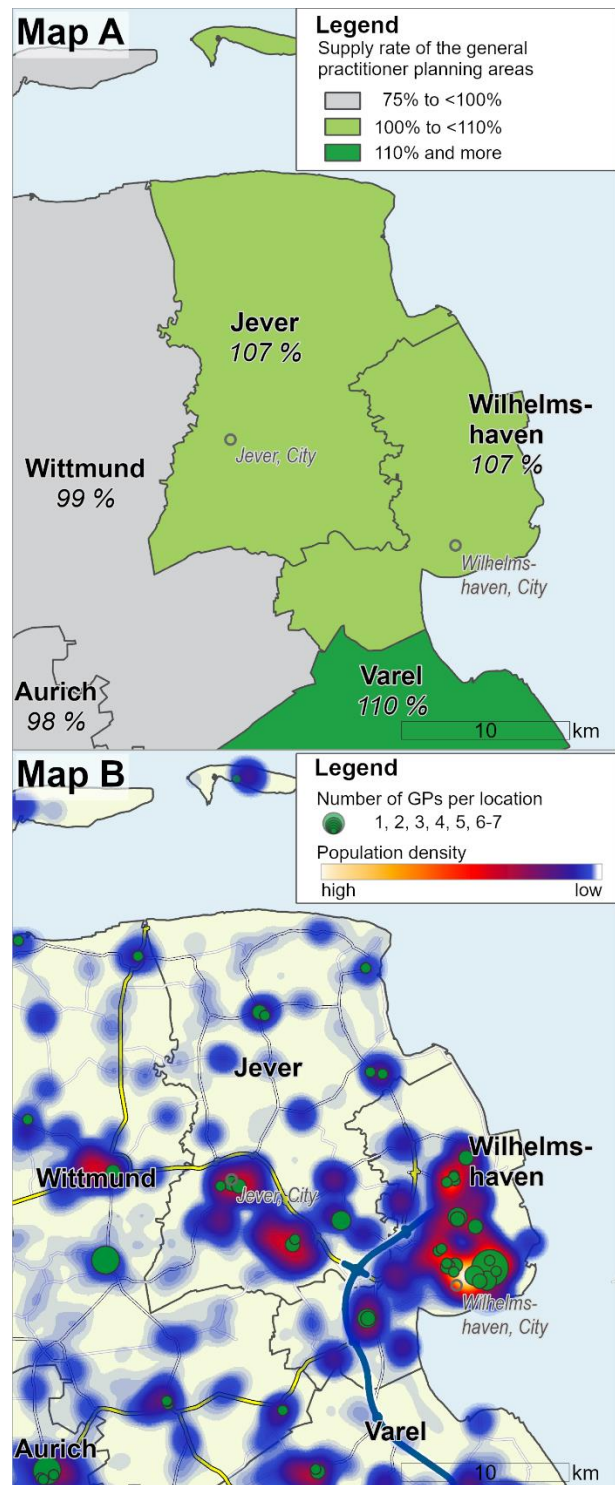 Map A
Legend
Supply rate of the general
practitioner planning areas
75% to <100%
100% to <110%
110% and more
Jever
107 %
Jever, City
Wilhelms-
haven
107 %
Wittmund
99 %
Wilhelms-
haven, City
Aurich
98 %
Varel
110 %
10
km
Map B
Legend
Number of GPs per location
1, 2, 3, 4, 5, 6-7
Population density
high
low
Jever
Wilhelms-
haven
Wittmund
Jever, City
Wilhelms-
haven, City
Varel
Aurich
10
km